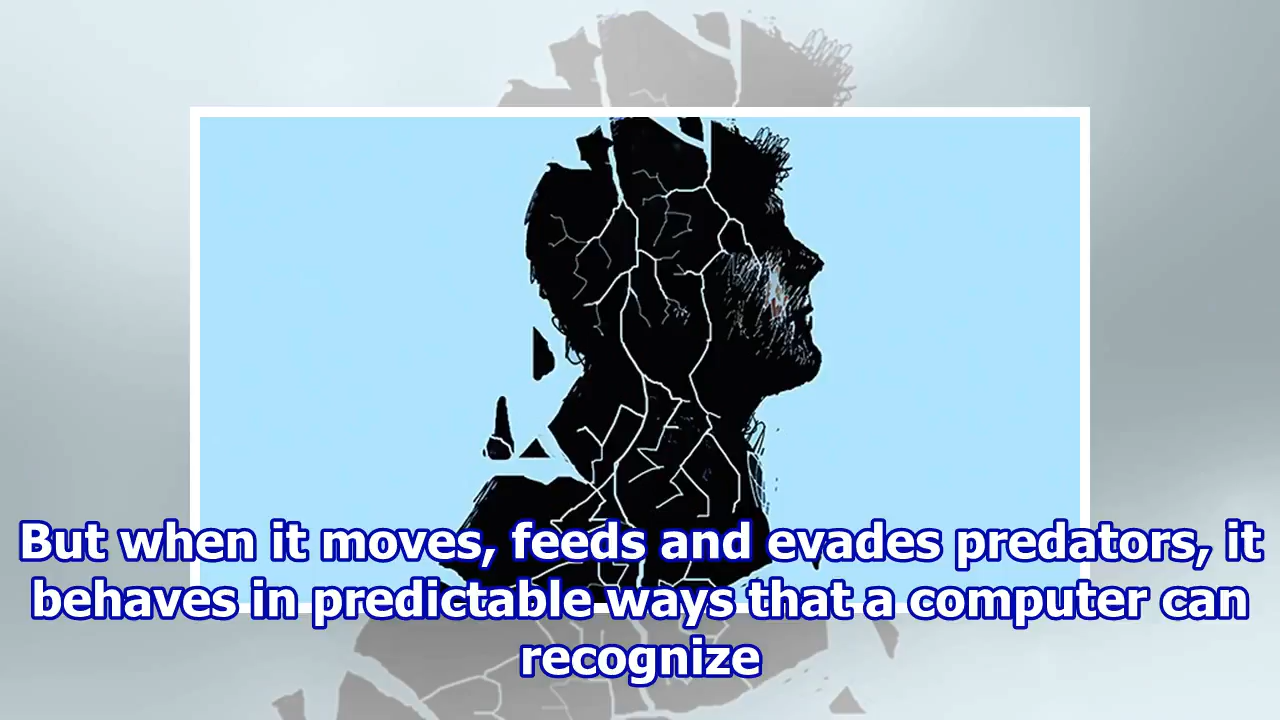 But when it moves, feeds and evades predators, it
behaves in predictable ways that a computer can
recognize